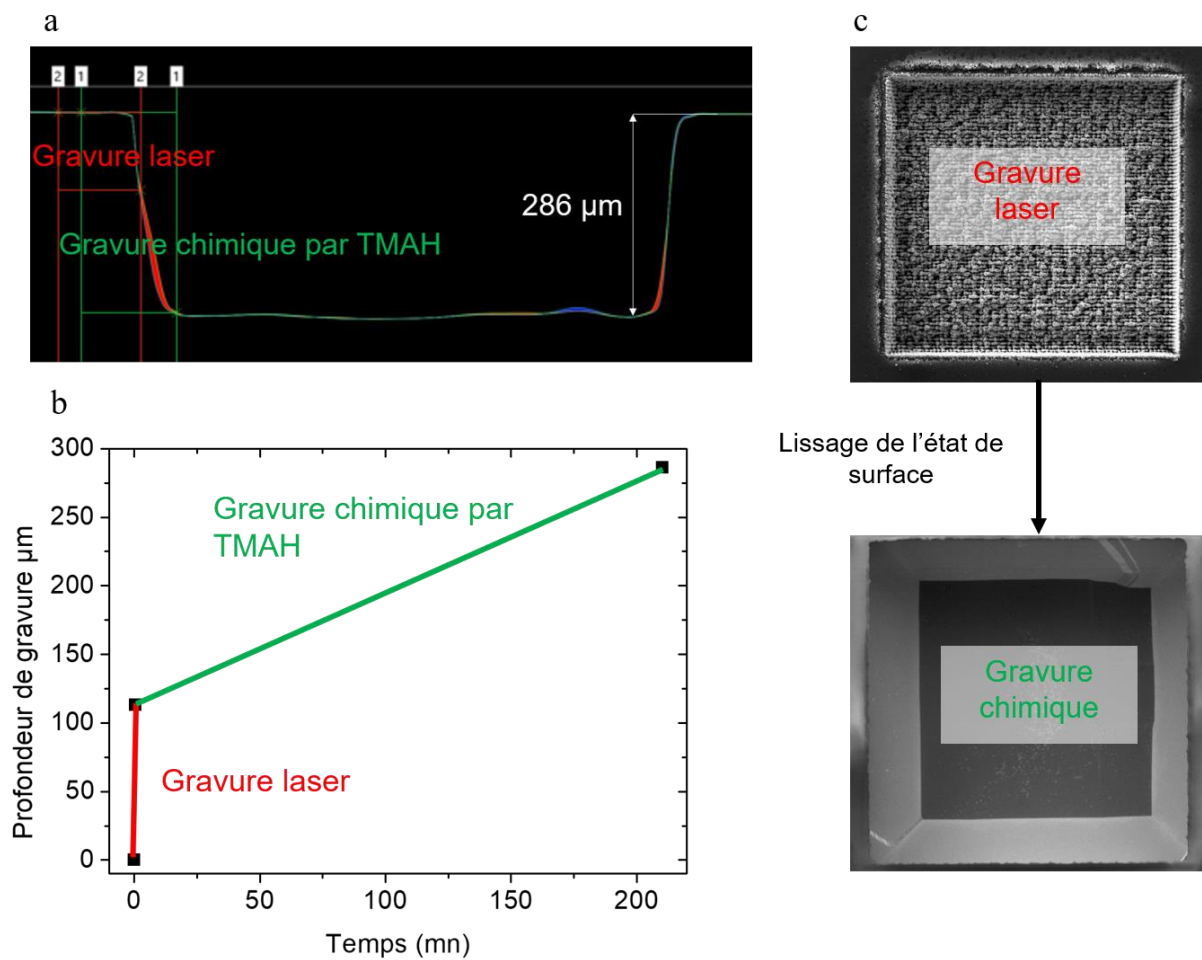 a
2 1 2 1
Gravure laser
286 µm
Gravure chimique par TMAH
b
300
250
200
150
100
50
0
Profondeur de gravure µm
Gravure chimique par
TMAH
Gravure laser
0 50 100 150 200
Temps (mn)
c
Gravure
laser
Lissage de l’état de
surface
Gravure
chimique